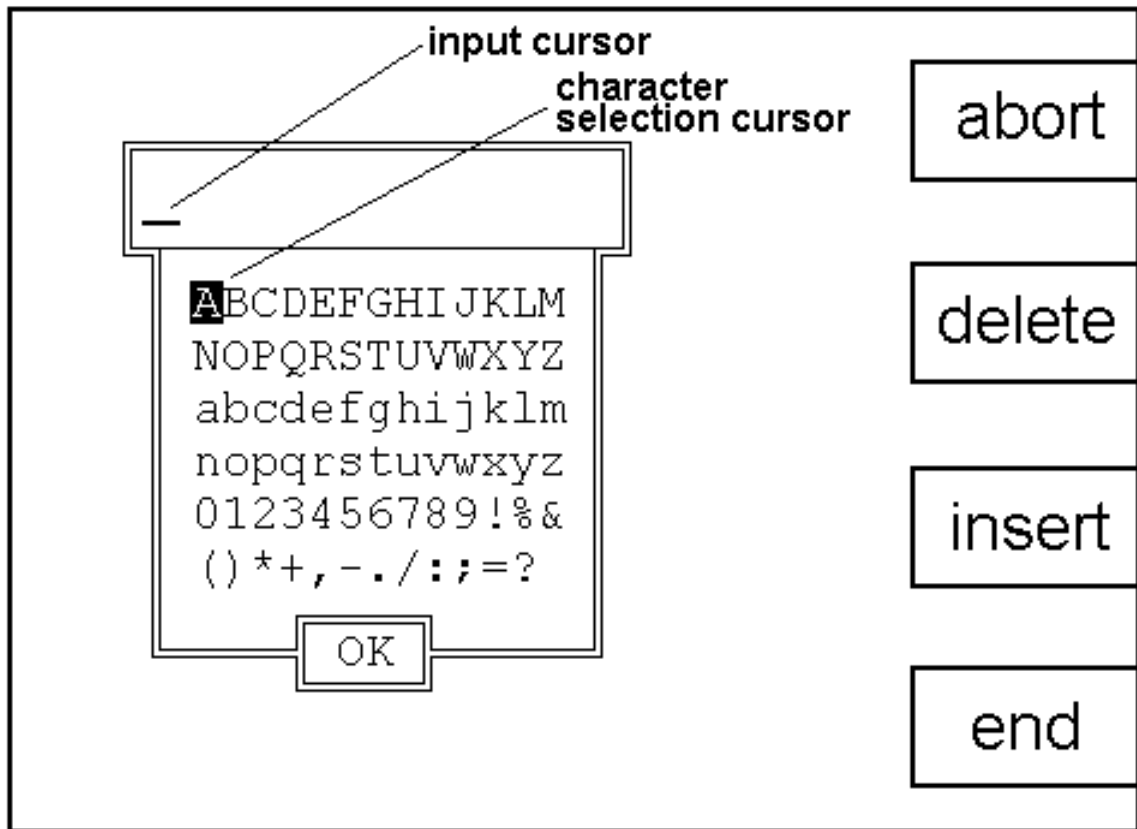 input cursor
character
selection cursor
ABCDEFGHIJKLM
NOPQRSTUVWXYZ
abcdefghijklm
nopqrstuvwxyz
0123456789!%&
()*+,-./:;=?
OK
abort
delete
insert
end